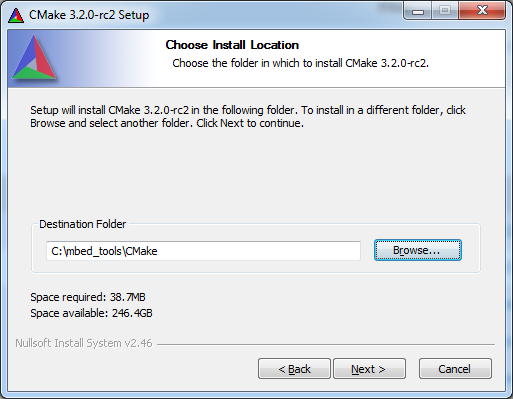 CMake 3.2.0-rc2 Setup
Choose Install Location
Choose the folder in which to install CMake 3.2.0-rc2.
Setup will install CMake 3.2.0-rc2 in the following folder. To install in a different folder, click
Browse and select another folder. Click Next to continue.
Destination Folder
C:\mbed_tools\CMake
Browse...
Space required: 38.7MB
Space available: 246.4GB
Nullsoft Install System v2.46
< Back
Next >
Cancel